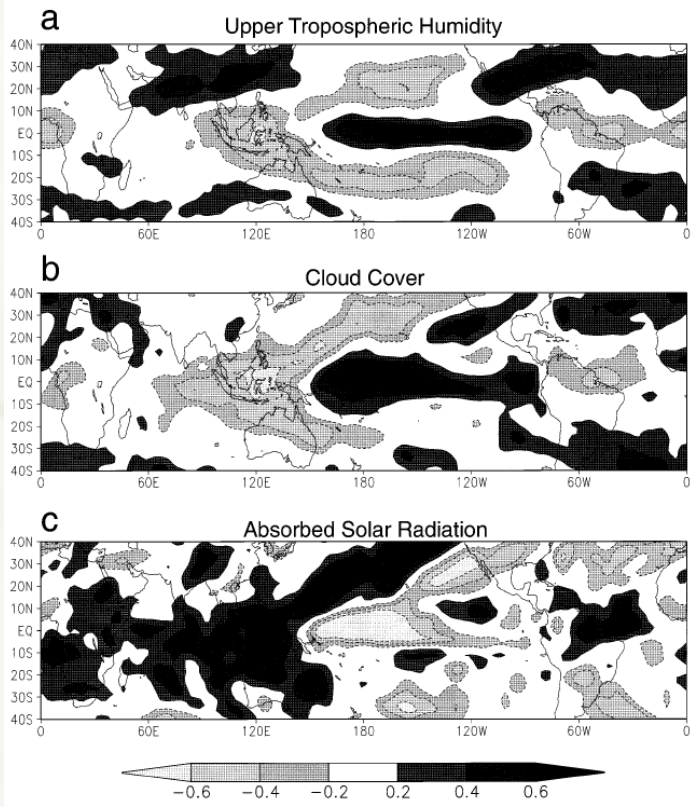 a
Upper Tropospheric Humidity
40N
30N
20N
10N
EQ
10S
20S
30S
40S
0 60E 120E 180 120W 60W 0
b
Cloud Cover
40N
30N
20N
10N
EQ
10S
20S
30S
40S
0 60E 120E 180 120W 60W 0
c
Absorbed Solar Radiation
40N
30N
20N
10N
EQ
10S
20S
30S
40S
0 60E 120E 180 120W 60W 0
−0.6 −0.4 −0.2 0.2 0.4 0.6